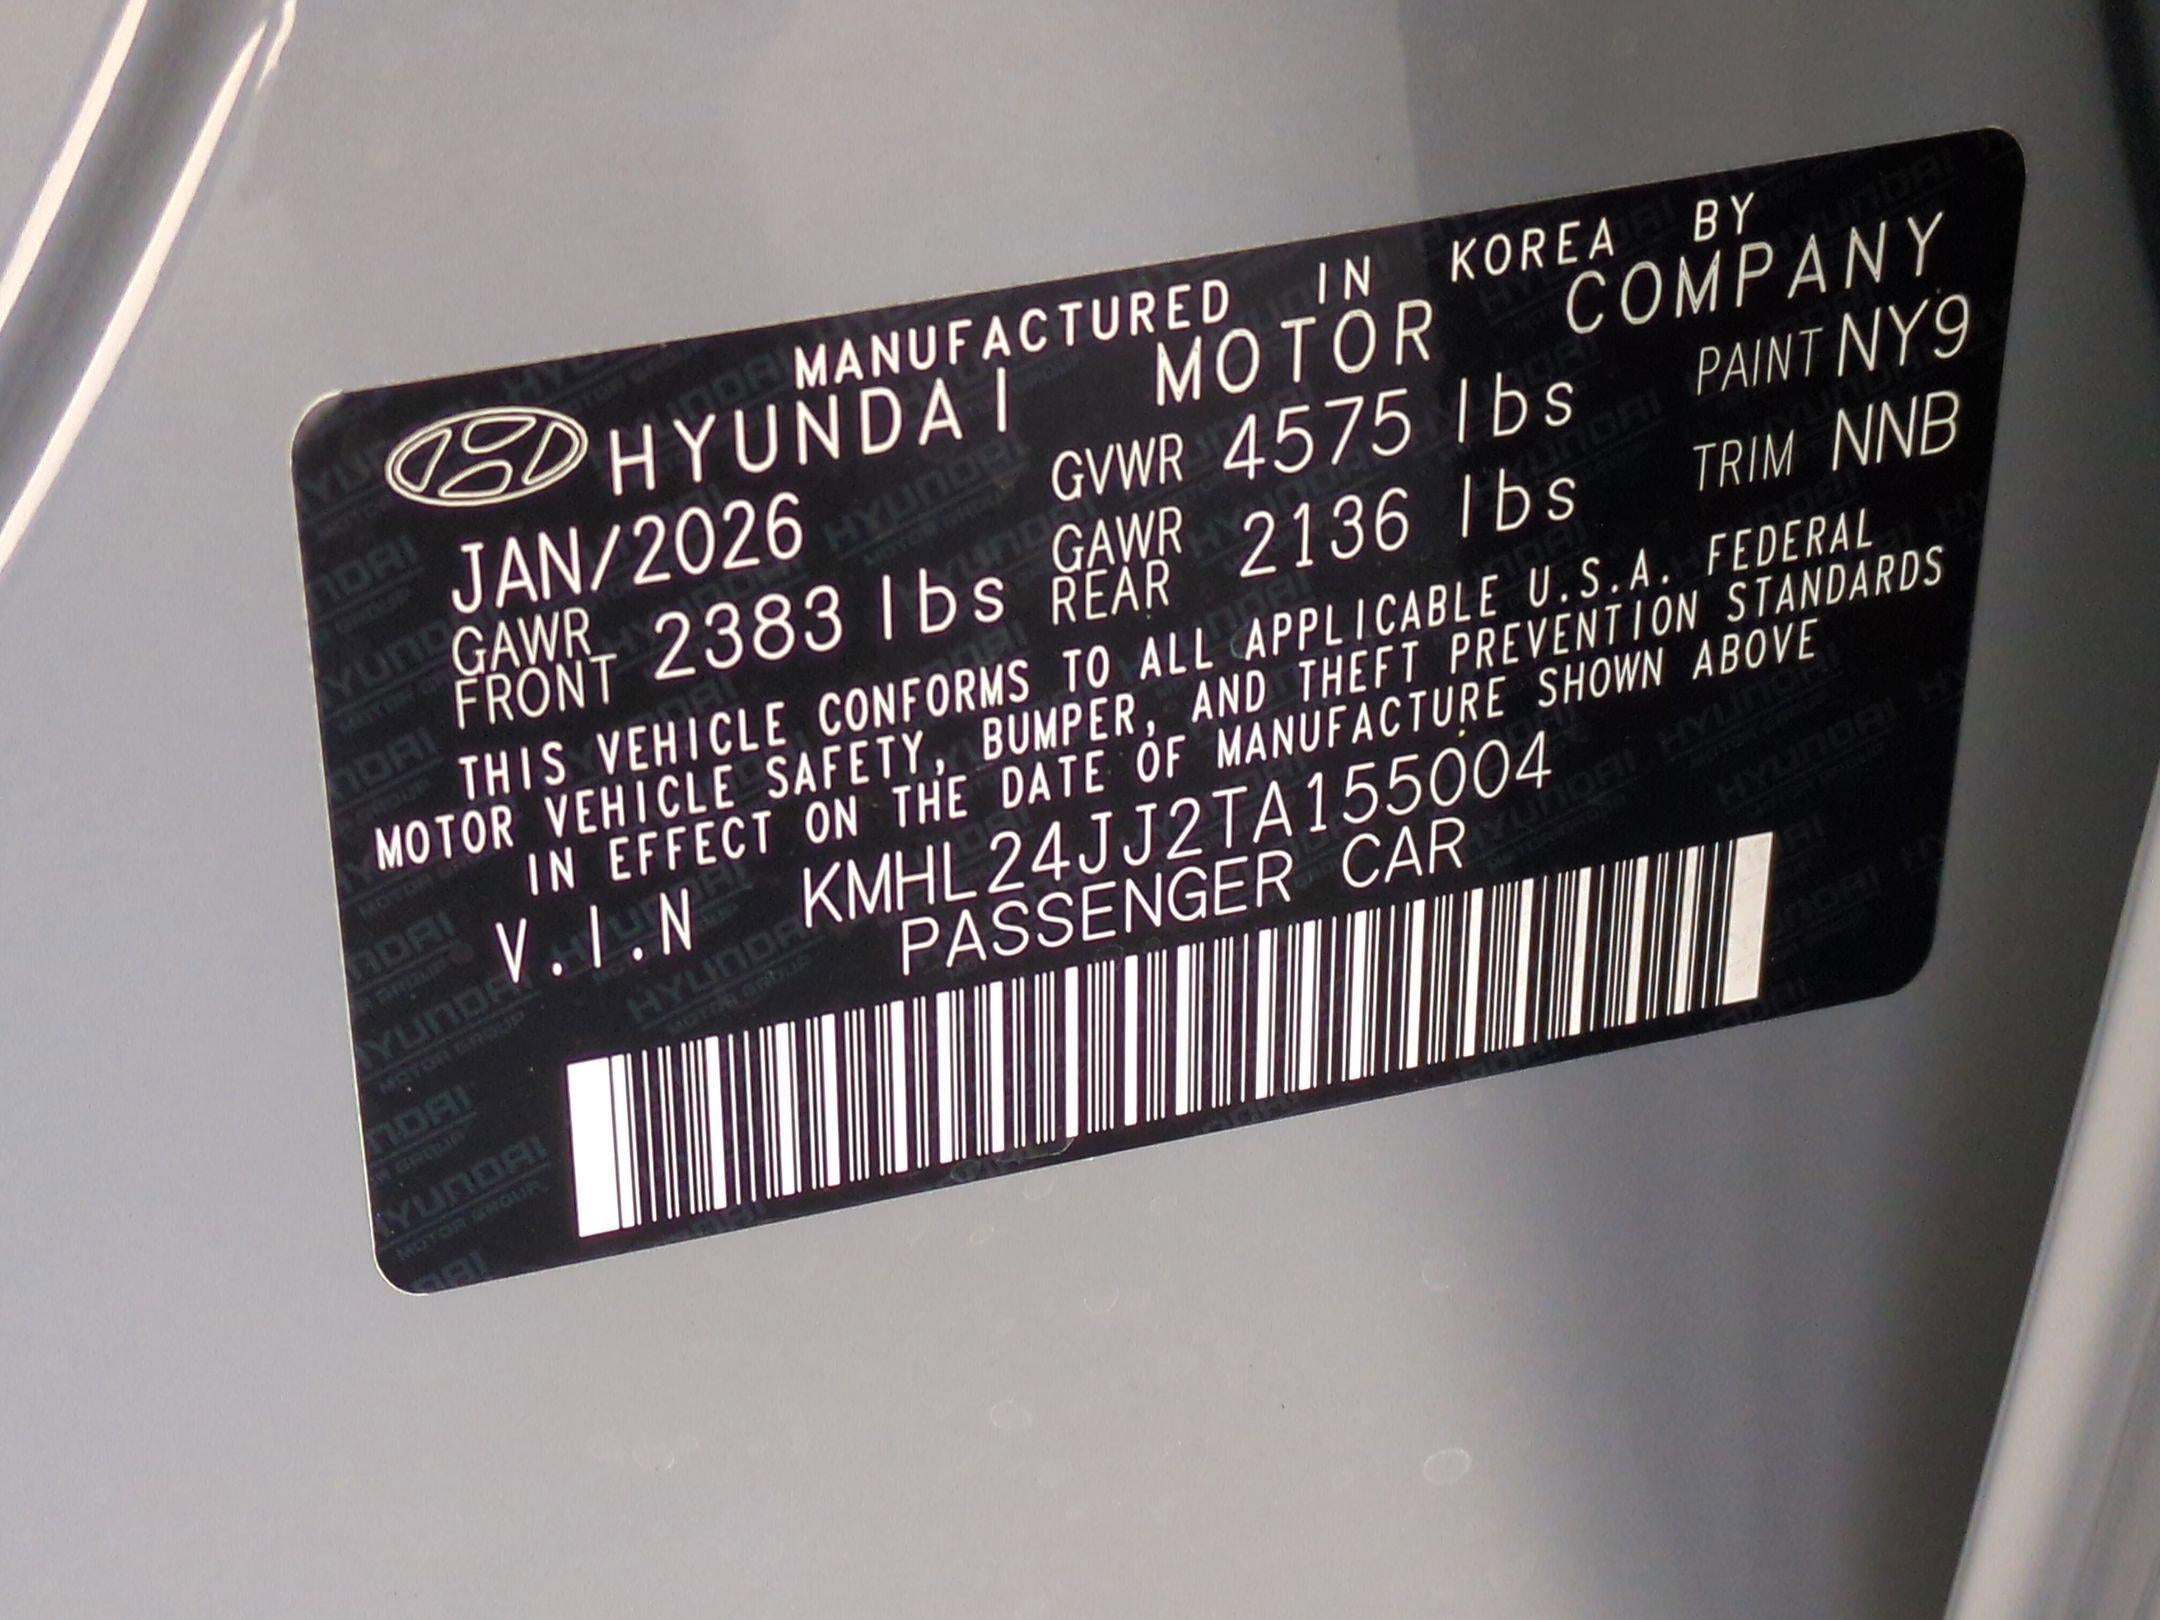 MANUFACTURED IN KOREA BY
HYUNDAI MOTOR COMPANY
JAN/2026 GVWR 4575 lbs PAINT NY9
GAWR FRONT 2383 lbs GAWR REAR 2136 lbs TRIM NNB
THIS VEHICLE CONFORMS TO ALL APPLICABLE U.S.A. FEDERAL
MOTOR VEHICLE SAFETY, BUMPER, AND THEFT PREVENTION STANDARDS
IN EFFECT ON THE DATE OF MANUFACTURE SHOWN ABOVE
V.I.N KMHL24JJ2TA155004
PASSENGER CAR